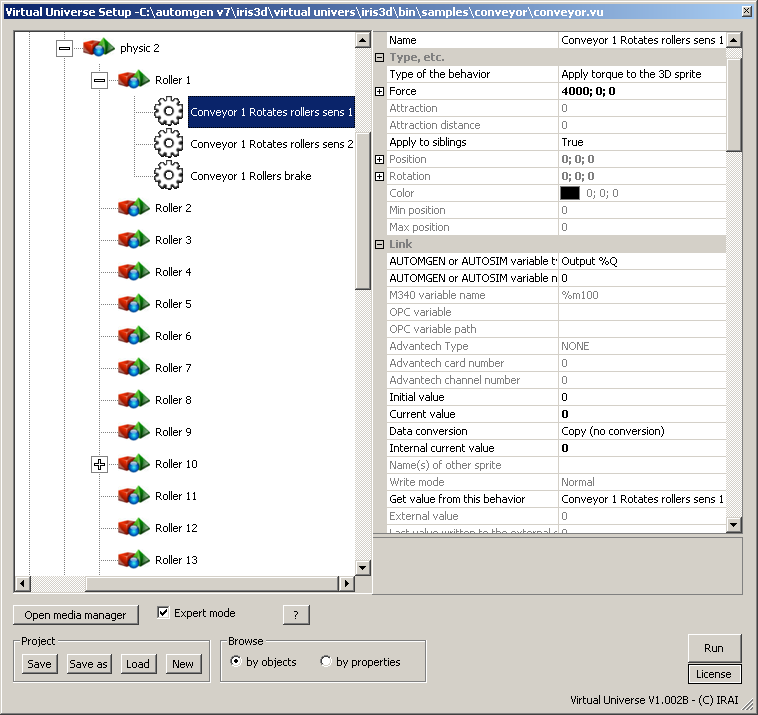 Virtual Universe Setup -C:\automgen v7\iris3d\virtual univers\iris3d\bin\samples\conveyor\conveyor.vu
physic 2
Roller 1
Conveyor 1 Rotates rollers sens 1
Conveyor 1 Rotates rollers sens 2
Conveyor 1 Rollers brake
Roller 2
Roller 3
Roller 4
Roller 5
Roller 6
Roller 7
Roller 8
Roller 9
Roller 10
Roller 11
Roller 12
Roller 13
Name Conveyor 1 Rotates rollers sens 1
Type, etc.
Type of the behavior Apply torque to the 3D sprite
Force 4000; 0; 0
Attraction 0
Attraction distance 0
Apply to siblings True
Position 0; 0; 0
Rotation 0; 0; 0
Color 0; 0; 0
Min position 0
Max position 0
Link
AUTOMGEN or AUTOSIM variable ty Output %Q
AUTOMGEN or AUTOSIM variable n 0
M340 variable name %m100
OPC variable
OPC variable path
Advantech Type NONE
Advantech card number 0
Advantech channel number 0
Initial value 0
Current value 0
Data conversion Copy (no conversion)
Internal current value 0
Name(s) of other sprite
Write mode Normal
Get value from this behavior Conveyor 1 Rotates rollers sens 1
External value 0
Last value written to the external 0
Open media manager
Expert mode
?
Project
Save Save as Load New
Browse
by objects by properties
Run
License
Virtual Universe V1.002B - (C) IRAI